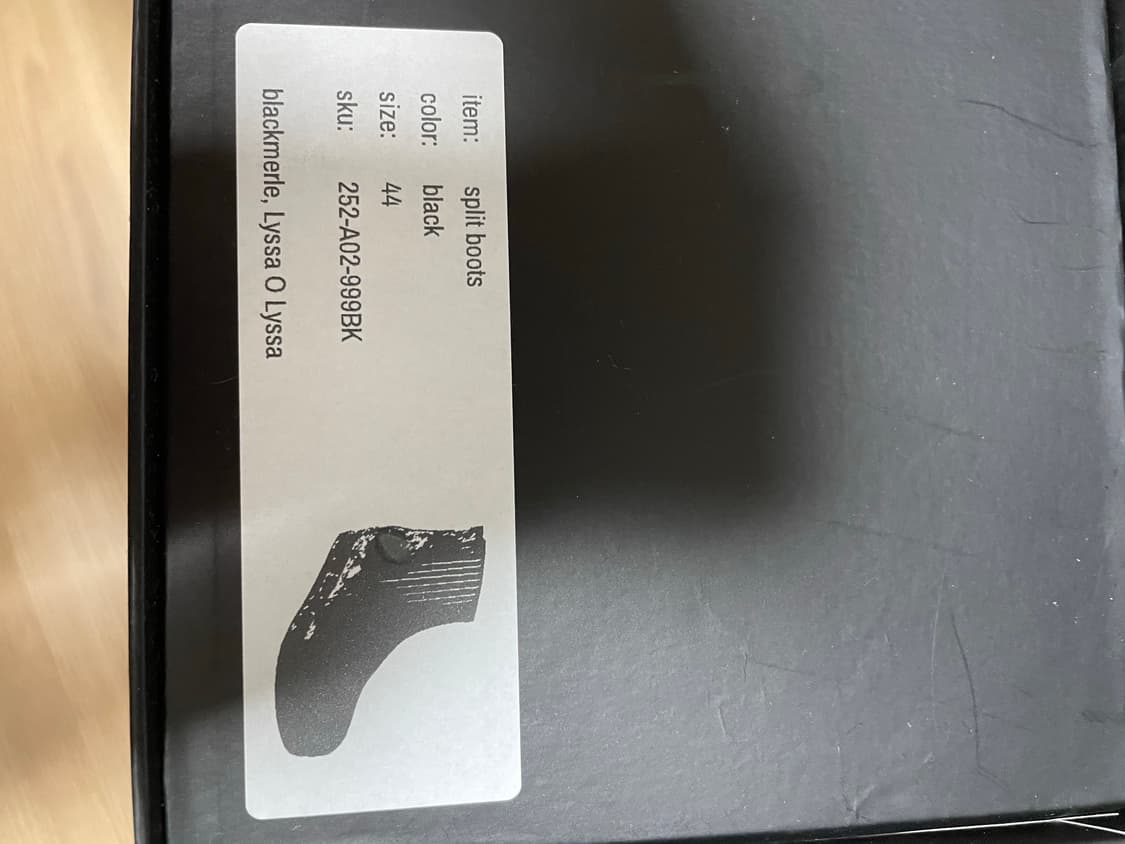 item: split boots
color: black
size: 44
sku: 252-A02-999BK
blackmerle, Lyssa O Lyssa